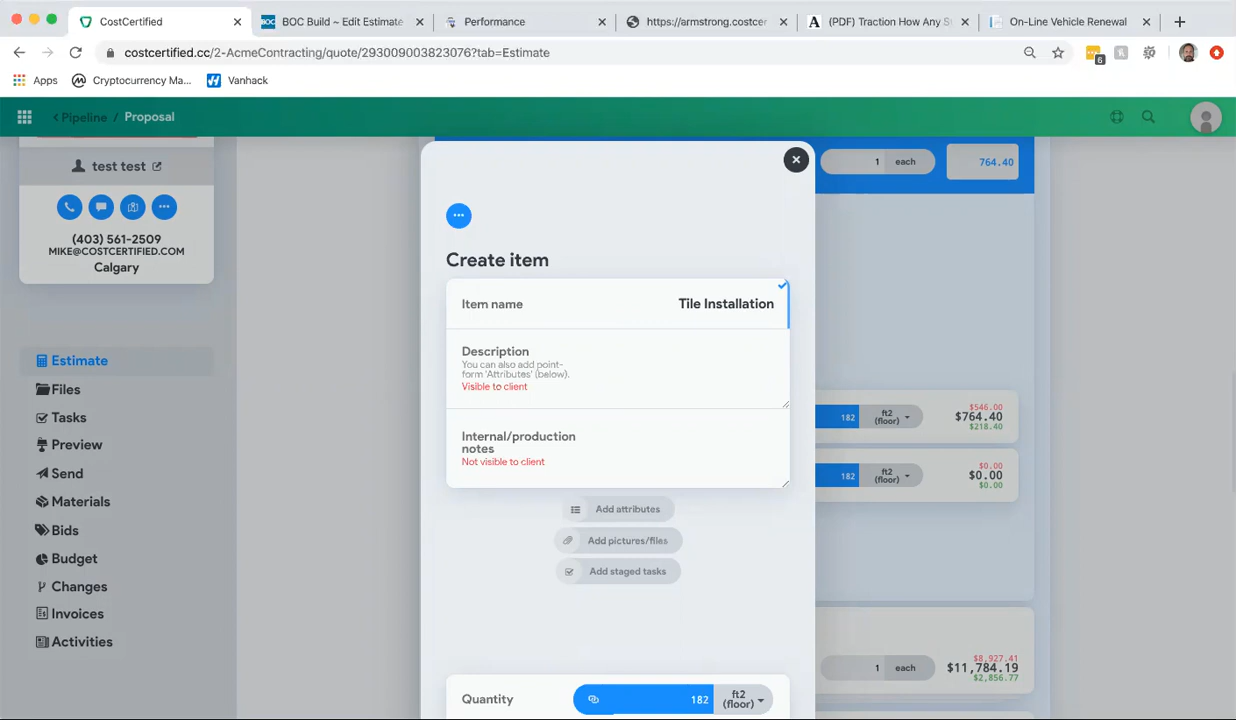 CostCertified
BOC Build ~ Edit Estimate
Performance
https://armstrong.costcer
(PDF) Traction How Any S
On-Line Vehicle Renewal
costcertified.cc/2-AcmeContracting/quote/293009003823076?tab=Estimate
6
Apps
Cryptocurrency Ma...
Vanhack
< Pipeline / Proposal
test test
1 each
764.40
(403) 561-2509
MIKE@COSTCERTIFIED.COM
Calgary
Create item
Item name
Tile Installation
Description
You can also add point-
form 'Attributes' (below).
Visible to client
Internal/production
notes
Not visible to client
Add attributes
Add pictures/files
Add staged tasks
Quantity
182
ft2
(floor)
Estimate
Files
Tasks
Preview
Send
Materials
Bids
Budget
Changes
Invoices
Activities
182
ft2
(floor)
$546.00
$764.40
$218.40
182
ft2
(floor)
$0.00
$0.00
$0.00
1 each
$8,927.41
$11,784.19
$2,856.77